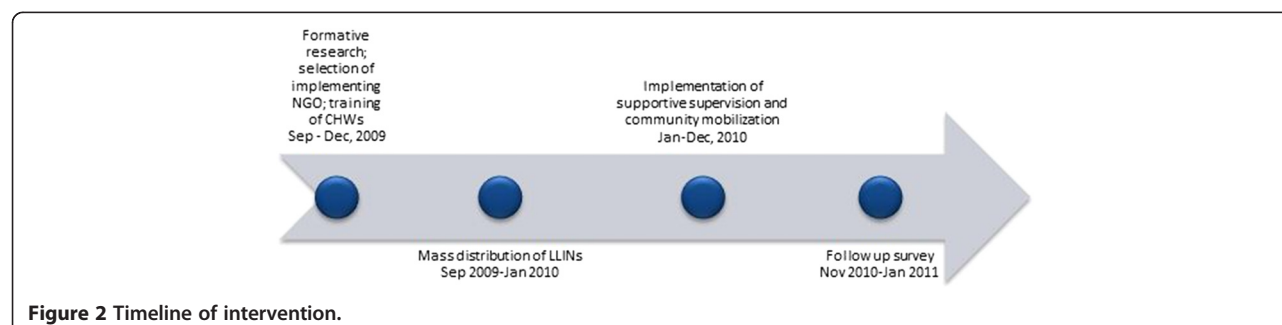 Formative
research;
selection of
implementing
NGO; training
of CHWs
Sep - Dec, 2009
Mass distribution of LLINs
Sep 2009-Jan 2010
Implementation of
supportive supervision and
community mobilization
Jan-Dec, 2010
Follow up survey
Nov 2010-Jan 2011
Figure 2 Timeline of intervention.